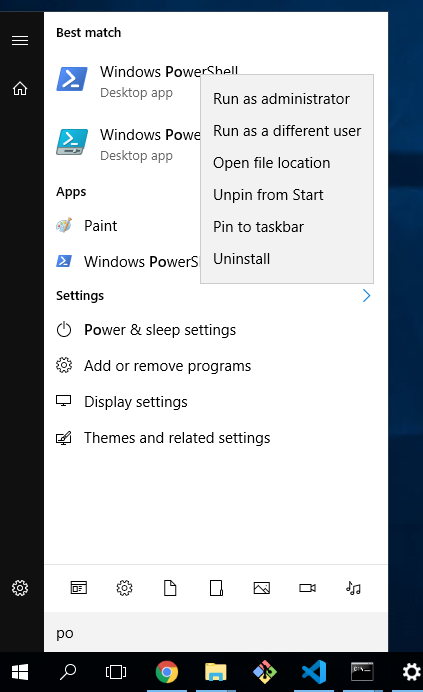 Best match
Windows PowerShell
Desktop app
Run as administrator
Run as a different user
Open file location
Unpin from Start
Pin to taskbar
Uninstall
Windows Powe
Desktop app
Apps
Paint
Windows PowerS
Settings
Power & sleep settings
Add or remove programs
Display settings
Themes and related settings
po